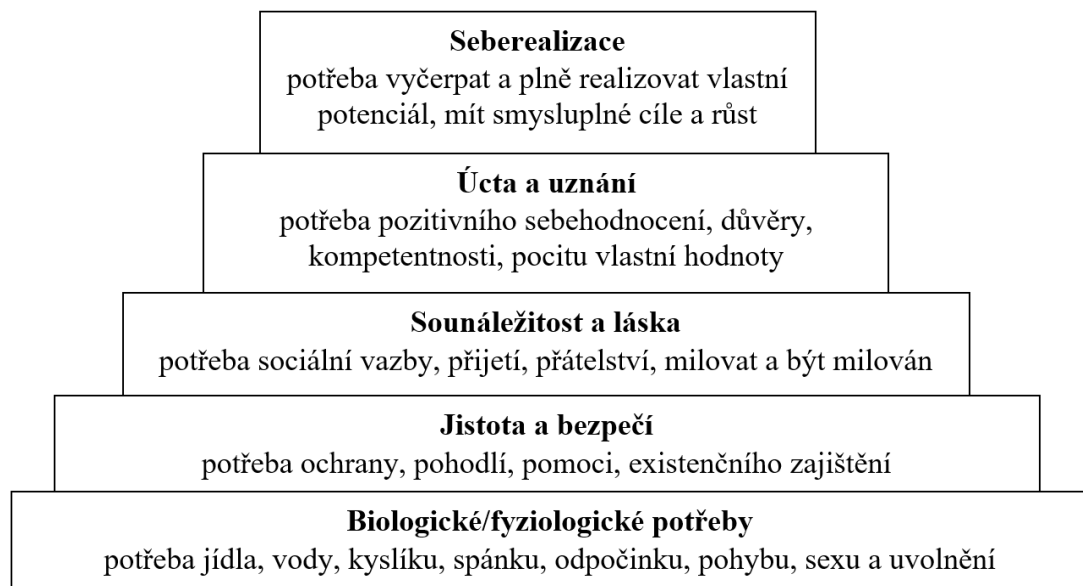 Seberealizace
potřeba vyčerpat a plně realizovat vlastní
potenciál, mít smysluplné cíle a růst
Úcta a uznání
potřeba pozitivního sebehodnocení, důvěry,
kompetentnosti, pocitu vlastní hodnoty
Sounáležitost a láska
potřeba sociální vazby, přijetí, přátelství, milovat a být milován
Jistota a bezpečí
potřeba ochrany, pohodlí, pomoci, existenčního zajištění
Biologické/fyziologické potřeby
potřeba jídla, vody, kyslíku, spánku, odpočinku, pohybu, sexu a uvolnění